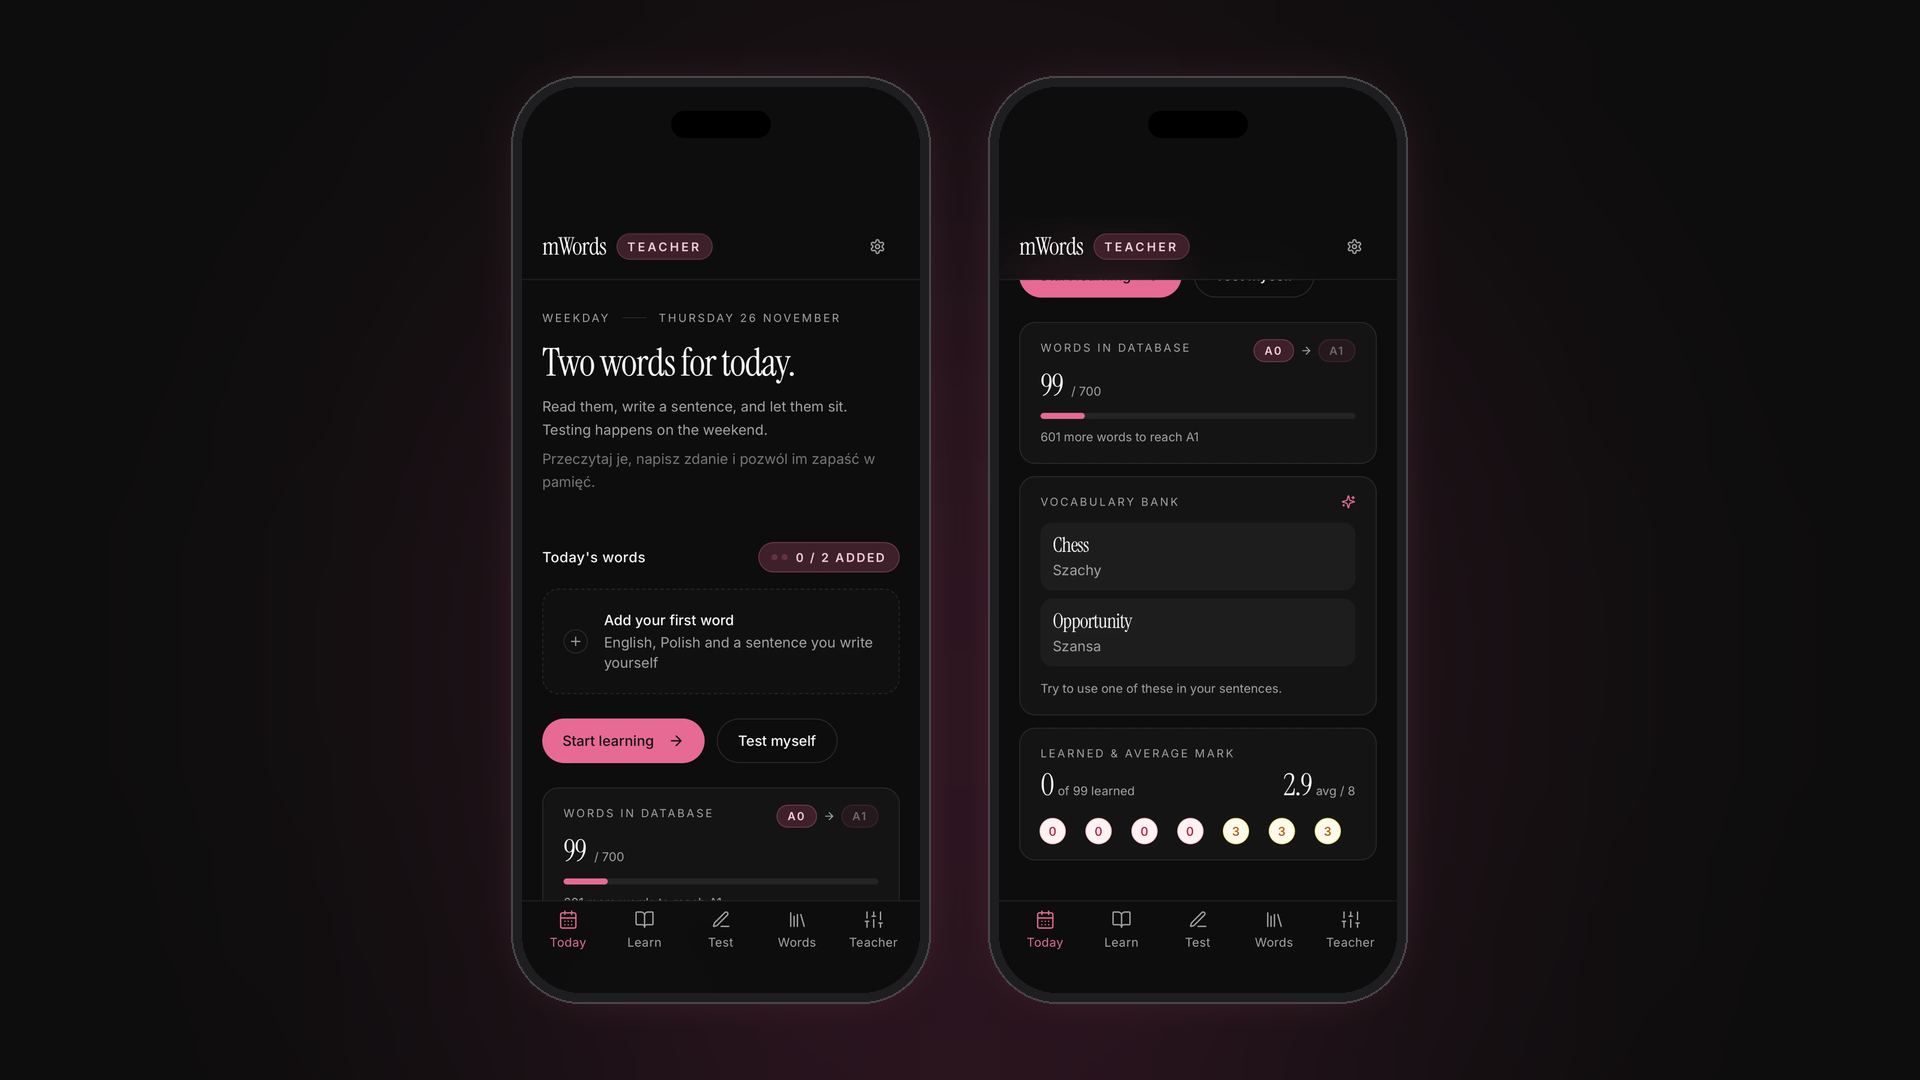 mWords TEACHER
WEEKDAY THURSDAY 26 NOVEMBER
Two words for today.
Read them, write a sentence, and let them sit.
Testing happens on the weekend.
Przeczytaj je, napisz zdanie i pozwól im zapaść w
pamięć.
Today's words 0 / 2 ADDED
Add your first word
English, Polish and a sentence you write
yourself
Start learning → Test myself
WORDS IN DATABASE A0 → A1
99 / 700
Today Learn Test Words Teacher
mWords TEACHER
WORDS IN DATABASE A0 → A1
99 / 700
601 more words to reach A1
VOCABULARY BANK
Chess
Szachy
Opportunity
Szansa
Try to use one of these in your sentences.
LEARNED & AVERAGE MARK
0 of 99 learned 2.9 avg / 8
0 0 0 0 3 3 3
Today Learn Test Words Teacher